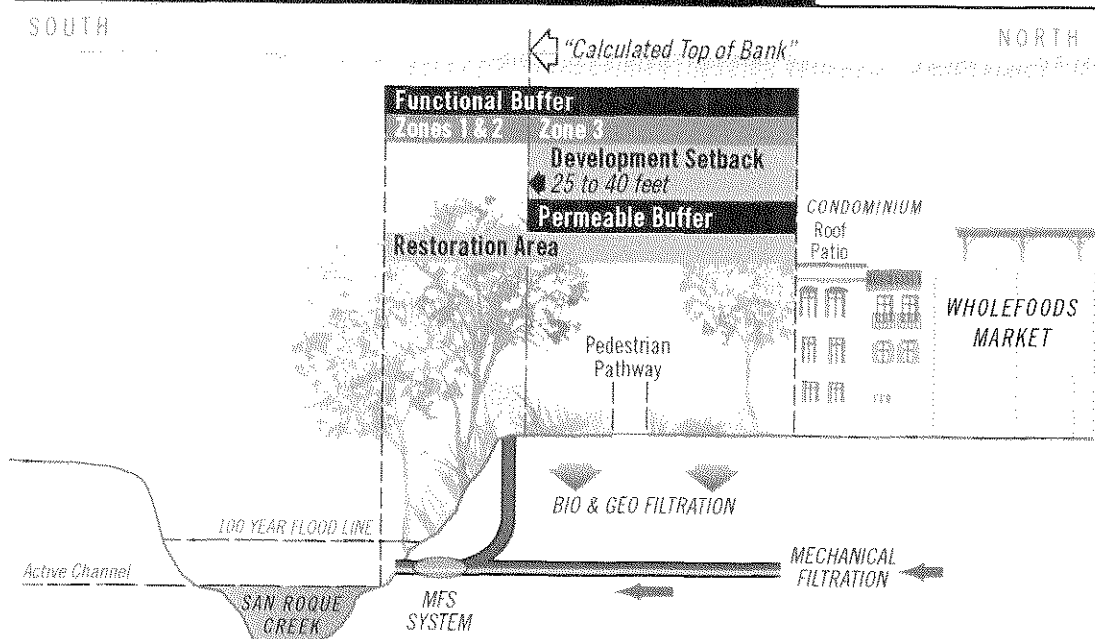 SOUTH
NORTH
"Calculated Top of Bank"
Functional Buffer
Zones 1 & 2
Zone 3
Development Setback
25 to 40 feet
Permeable Buffer
Restoration Area
CONDOMINIUM
Roof
Patio
WHOLEFOODS
MARKET
Pedestrian
Pathway
BIO & GEO FILTRATION
100 YEAR FLOOD LINE
Active Channel
SAN ROQUE
CREEK
MFS
SYSTEM
MECHANICAL
FILTRATION